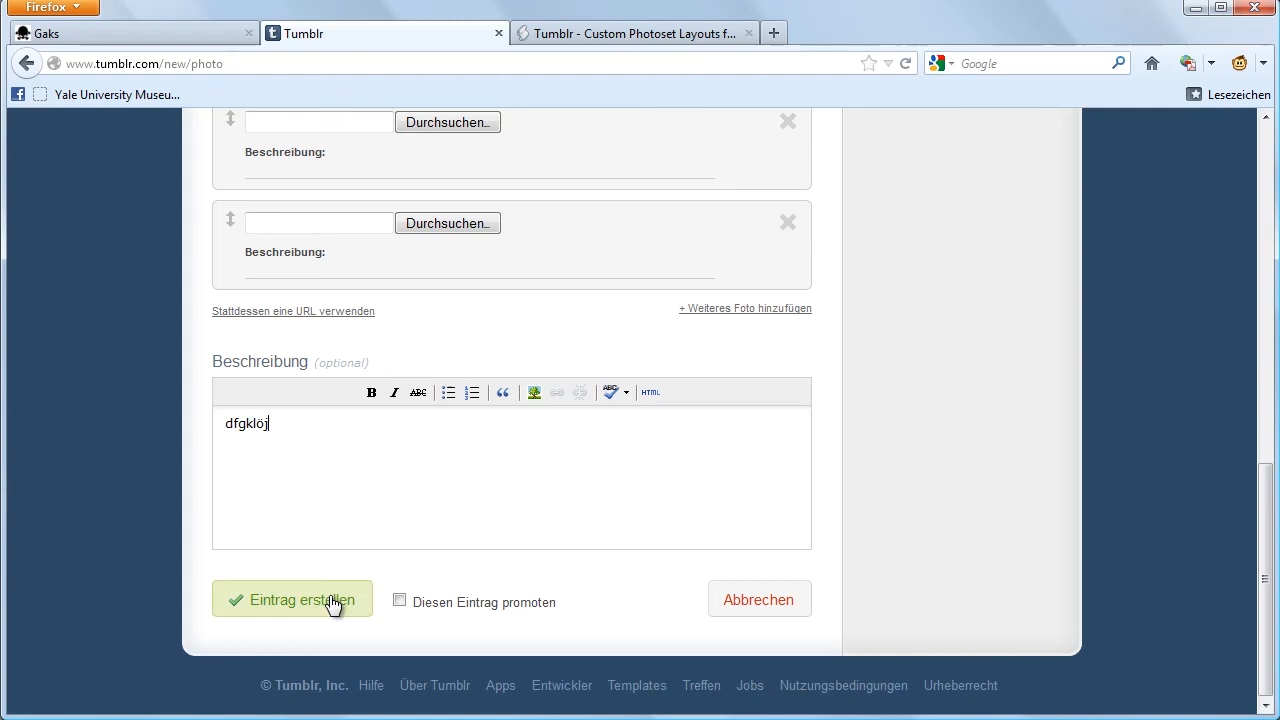 Firefox
Gaks
Tumblr
Tumblr - Custom Photoset Layouts f...
www.tumblr.com/new/photo
Google
Yale University Museu...
Lesezeichen
Durchsuchen...
Beschreibung:
Durchsuchen...
Beschreibung:
Stattdessen eine URL verwenden
+ Weiteres Foto hinzufügen
Beschreibung (optional)
B I ABC ABC HTML
dfgklöj
Eintrag erstellen
Diesen Eintrag promoten
Abbrechen
© Tumblr, Inc. Hilfe Über Tumblr Apps Entwickler Templates Treffen Jobs Nutzungsbedingungen Urheberrecht